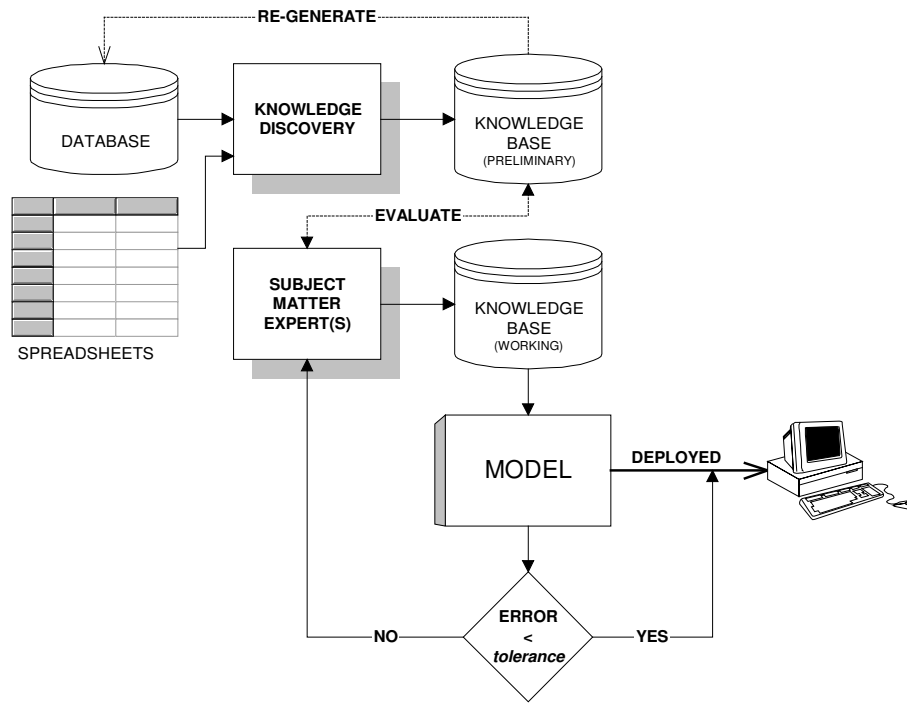 RE-GENERATE
DATABASE
KNOWLEDGE
DISCOVERY
KNOWLEDGE
BASE
(PRELIMINARY)
EVALUATE
SPREADSHEETS
SUBJECT
MATTER
EXPERT(S)
KNOWLEDGE
BASE
(WORKING)
MODEL
DEPLOYED
ERROR
<
tolerance
NO
YES